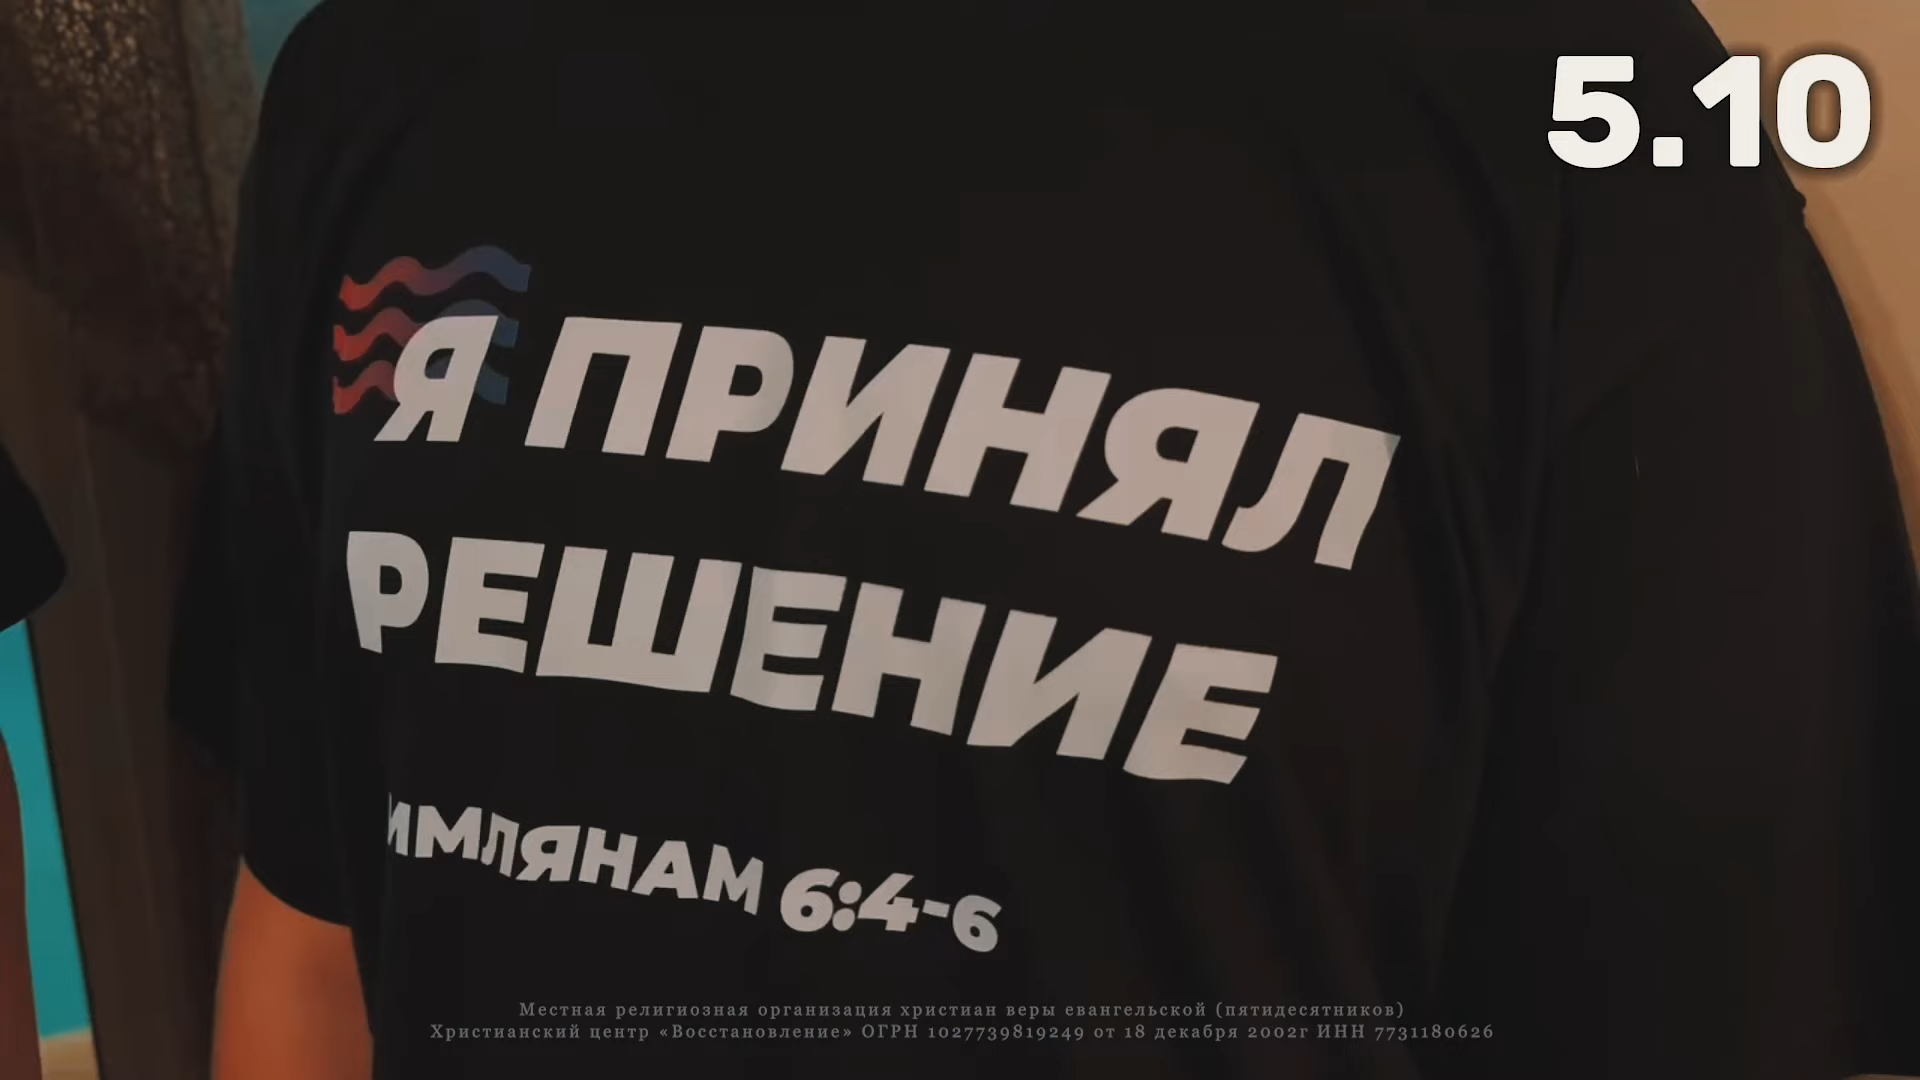 5.10
Я ПРИНЯЛ
РЕШЕНИЕ
ИМЛЯНАМ 6:4-6
Местная религиозная организация христиан веры евангельской (пятидесятников)
Христианский центр «Восстановление» ОГРН 1027739819249 от 18 декабря 2002г ИНН 7731180626